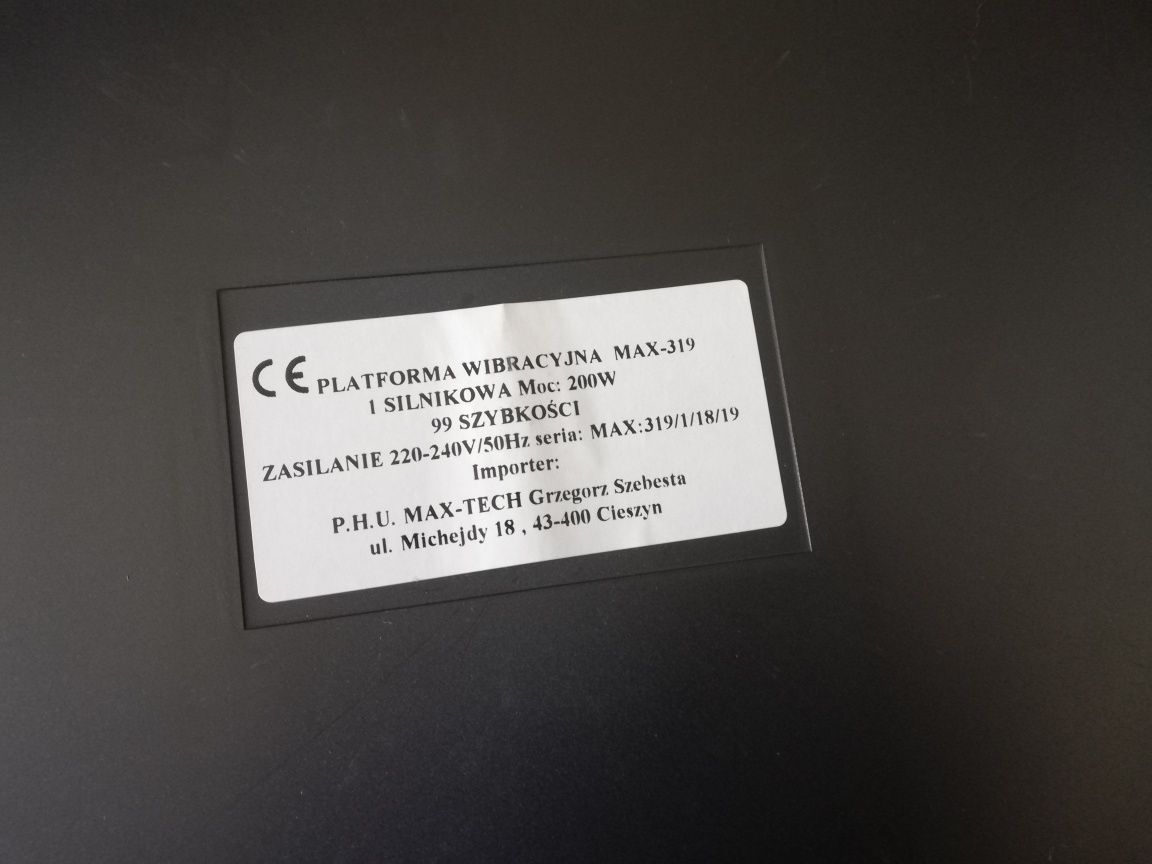 CE PLATFORMA WIBRACYJNA MAX-319
1 SILNIKOWA Moc: 200W
99 SZYBKOŚCI
ZASILANIE 220-240V/50Hz seria: MAX:319/1/18/19
Importer:
P.H.U. MAX-TECH Grzegorz Szebesta
ul. Michejdy 18 , 43-400 Cieszyn